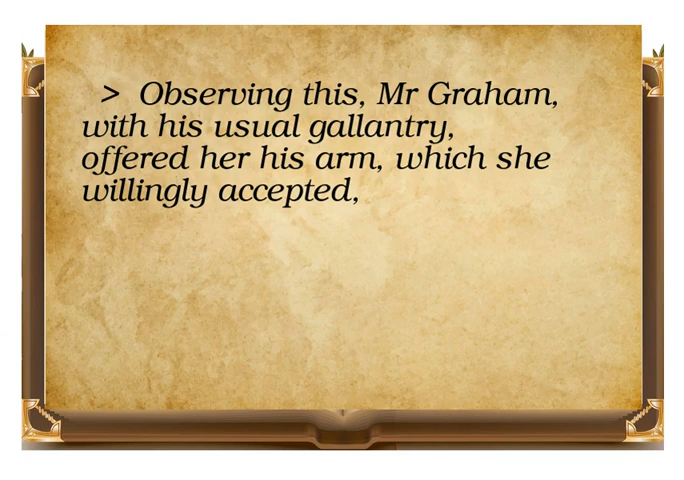 > Observing this, Mr Graham,
with his usual gallantry,
offered her his arm, which she
willingly accepted,